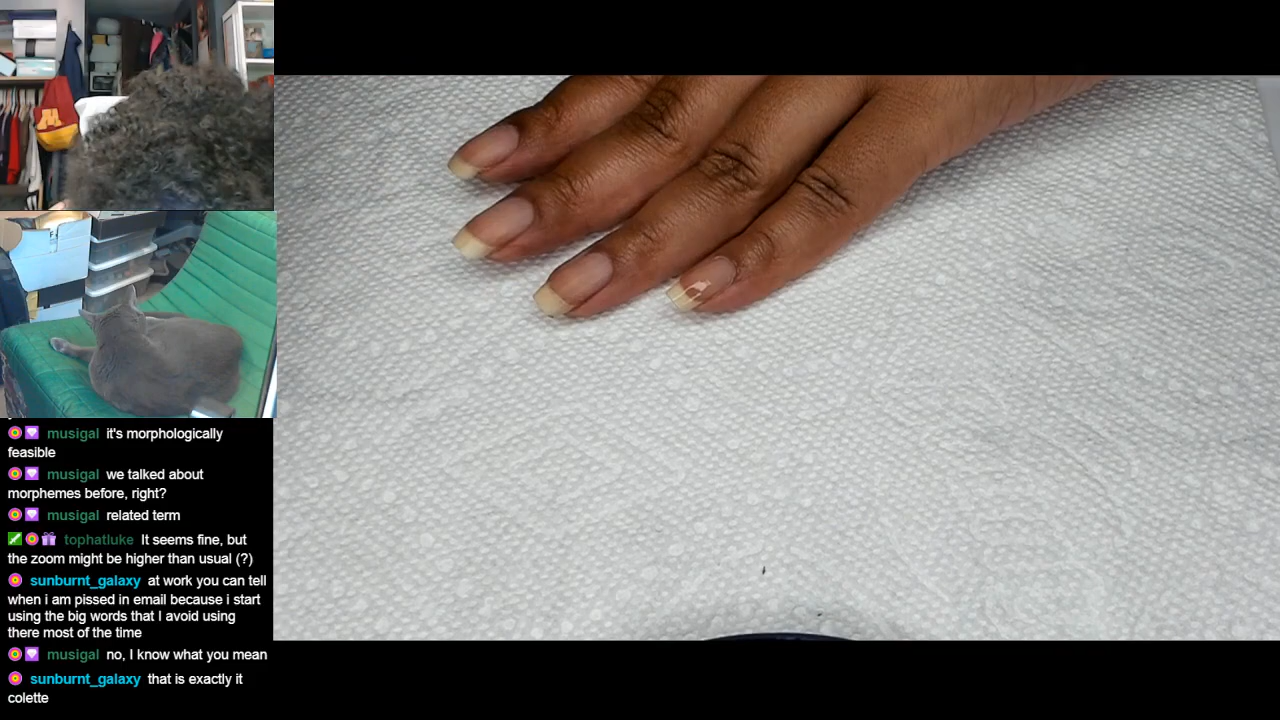 M
musigal it's morphologically
feasible
musigal we talked about
morphemes before, right?
musigal related term
tophatluke It seems fine, but
the zoom might be higher than usual (?)
sunburnt_galaxy at work you can tell
when i am pissed in email because i start
using the big words that I avoid using
there most of the time
musigal no, I know what you mean
sunburnt_galaxy that is exactly it
colette